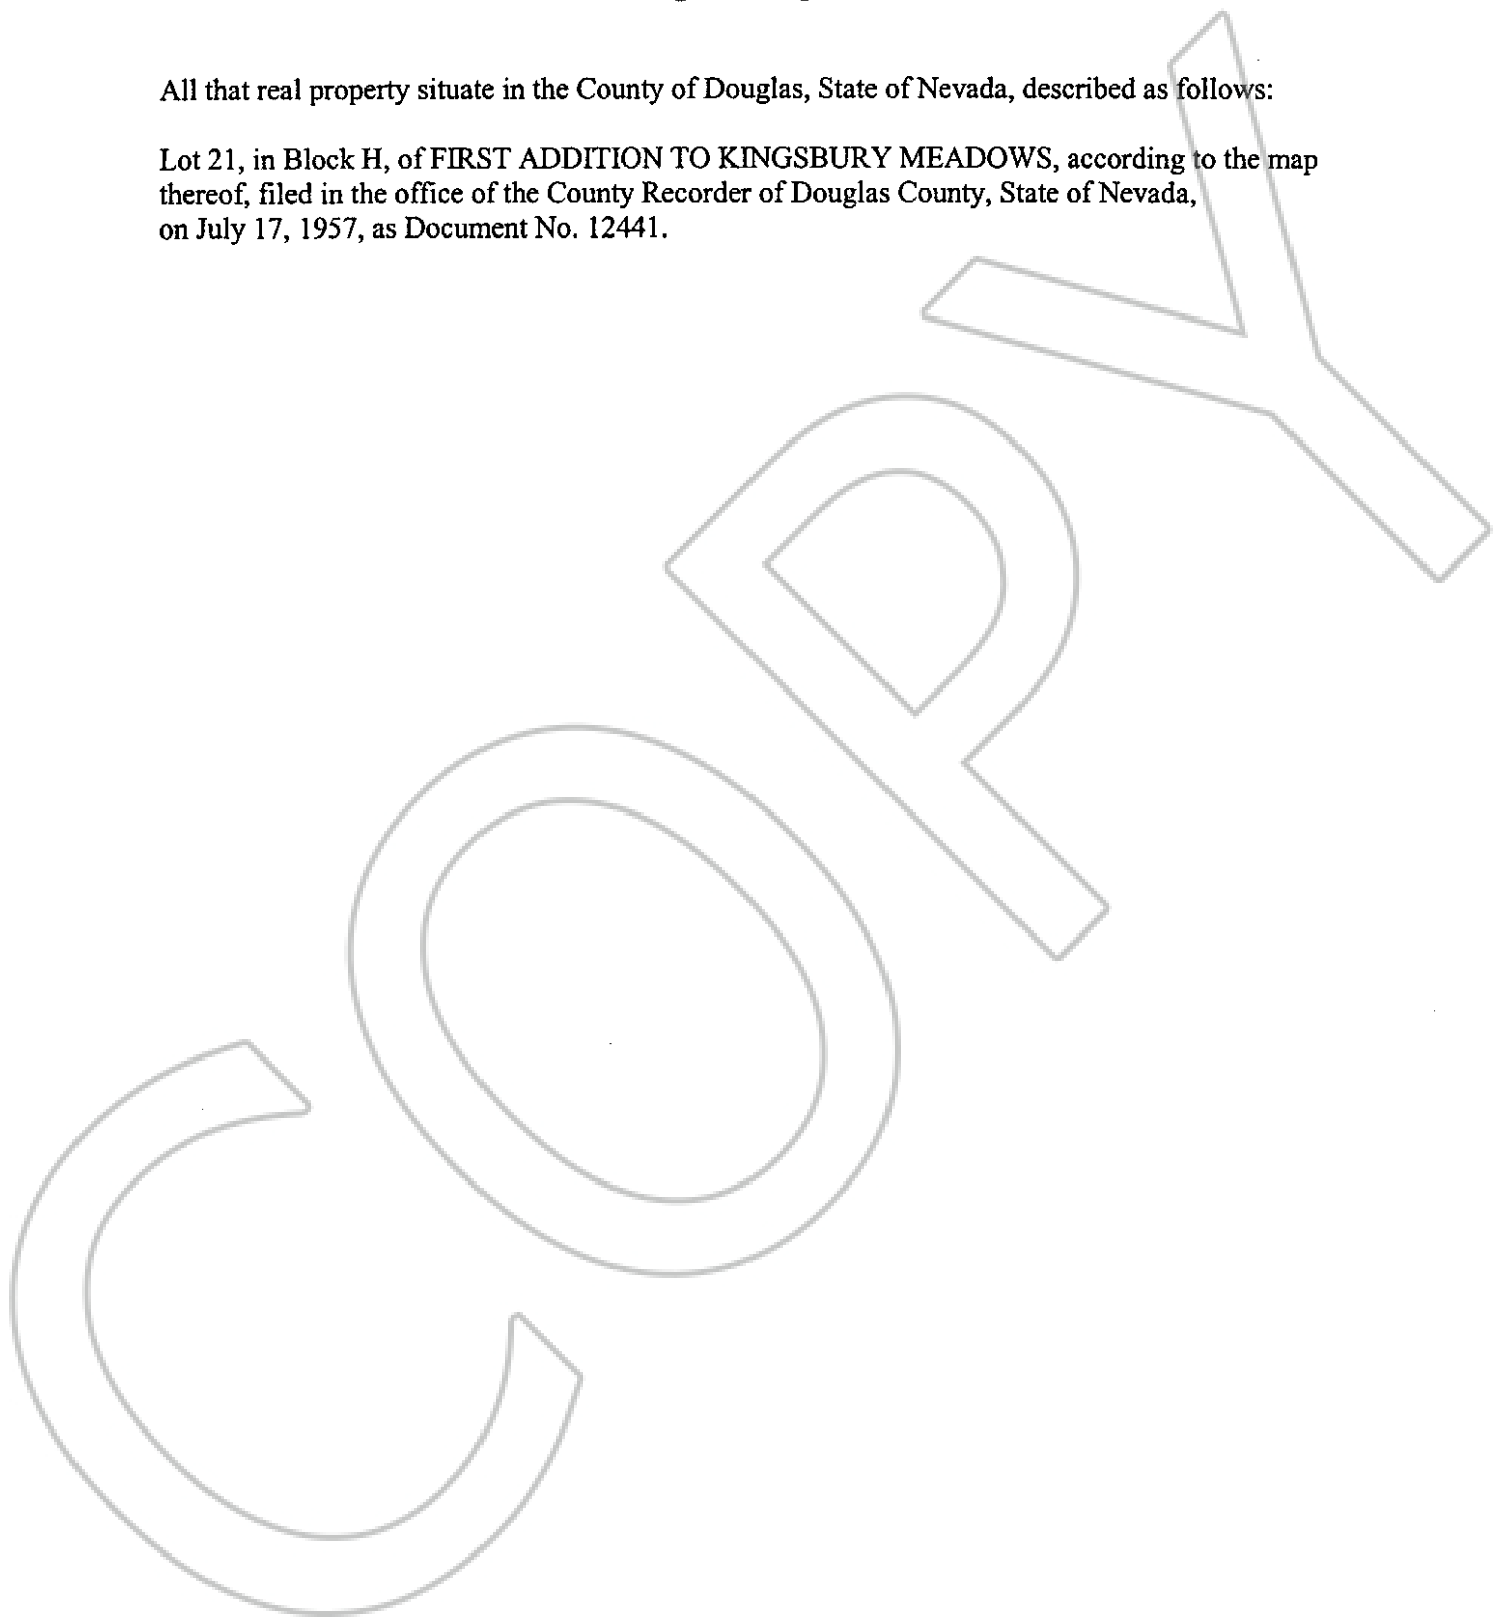 All that real property situate in the County of Douglas, State of Nevada, described as follows:
Lot 21, in Block H, of FIRST ADDITION TO KINGSBURY MEADOWS, according to the map
thereof, filed in the office of the County Recorder of Douglas County, State of Nevada,
on July 17, 1957, as Document No. 12441.
COPY